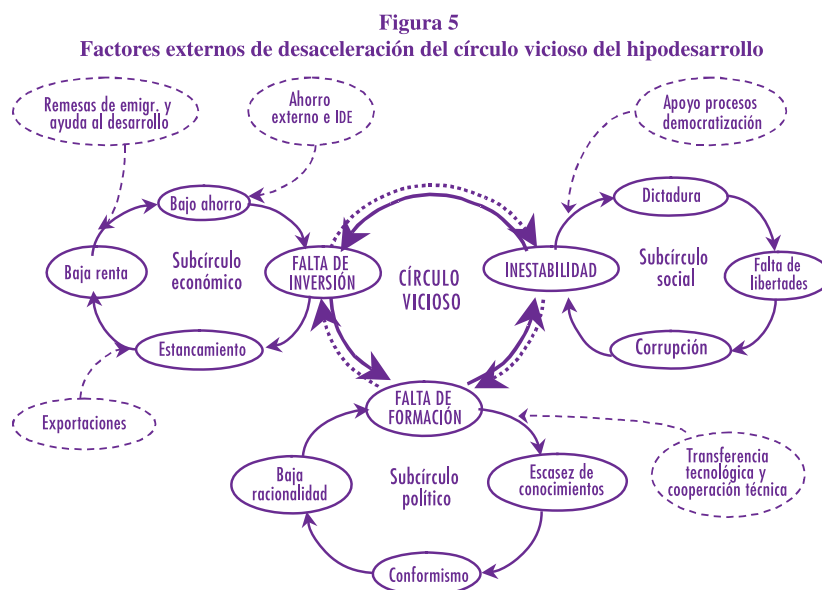 Figura 5
Factores externos de desaceleración del círculo vicioso del hipodesarrollo
Remesas de emigr. y
ayuda al desarrollo
Ahorro
externo e IDE
Apoyo procesos
democratización
Bajo ahorro
Dictadura
Baja renta
Subcírculo
económico
FALTA DE
INVERSIÓN
CÍRCULO
VICIOSO
INESTABILIDAD
Subcírculo
social
Falta de
libertades
Estancamiento
Corrupción
Exportaciones
FALTA DE
FORMACIÓN
Baja
racionalidad
Subcírculo
político
Escasez de
conocimientos
Transferencia
tecnológica y
cooperación técnica
Conformismo